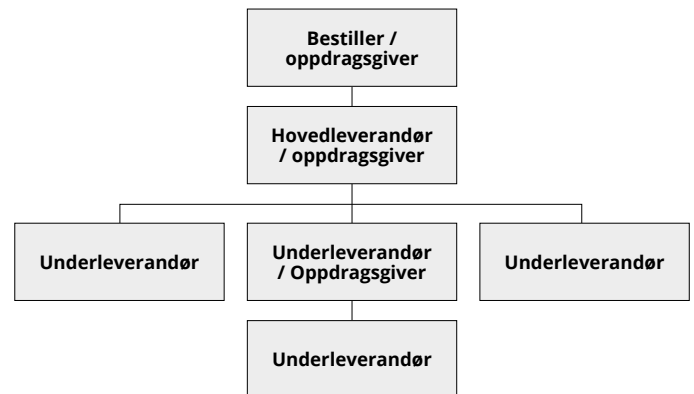 Bestiller /
oppdragsgiver
Hovedleverandør
/ oppdragsgiver
Underleverandør
Underleverandør
/ Oppdragsgiver
Underleverandør
Underleverandør